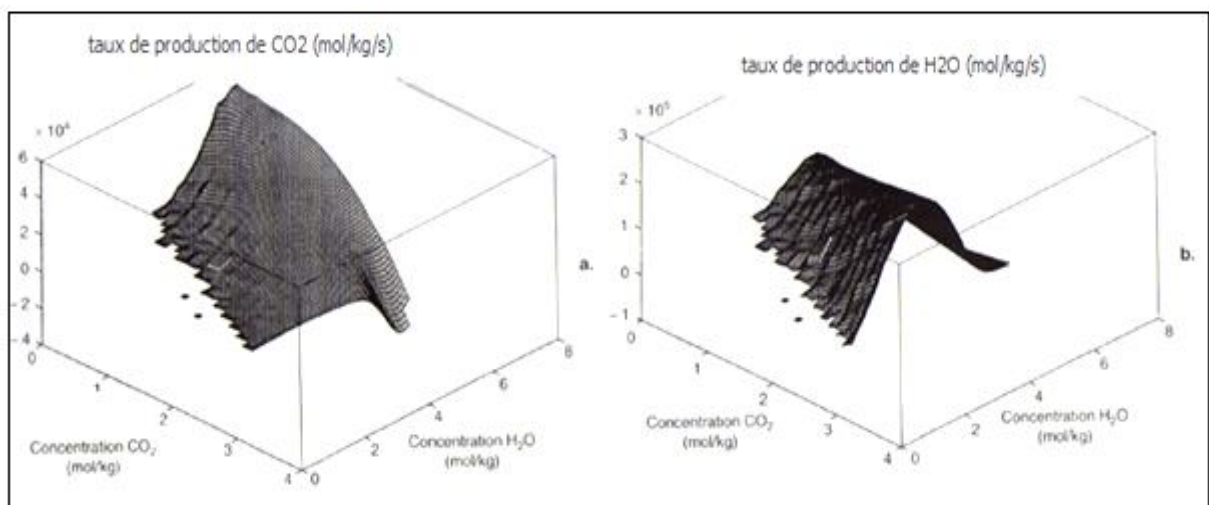 taux de production de CO2 (mol/kg/s)
× 10⁴
6
4
2
0
− 2
− 4
0
1
2
3
4
0
2
4
6
8
Concentration CO₂
(mol/kg)
Concentration H₂O
(mol/kg)
a.
taux de production de H2O (mol/kg/s)
× 10⁵
3
2
1
0
− 1
0
1
2
3
4
0
2
4
6
8
Concentration CO₂
(mol/kg)
Concentration H₂O
(mol/kg)
b.